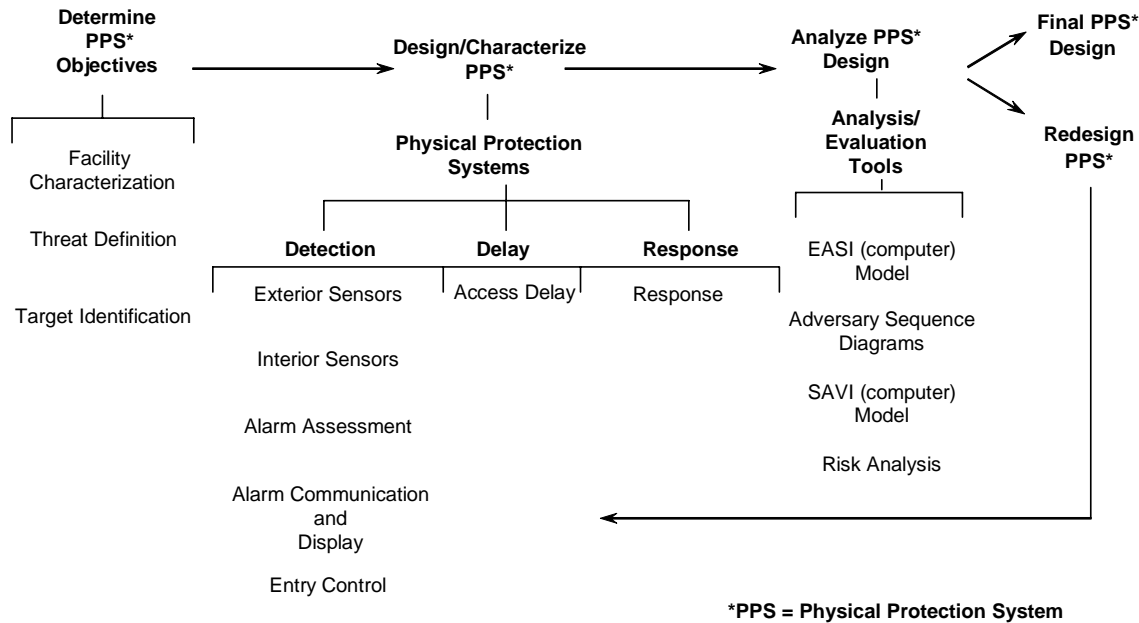 Determine
PPS*
Objectives
Facility
Characterization
Threat Definition
Target Identification
Design/Characterize
PPS*
Physical Protection
Systems
Detection
Exterior Sensors
Interior Sensors
Alarm Assessment
Alarm Communication
and
Display
Entry Control
Delay
Access Delay
Response
Response
Analyze PPS*
Design
Analysis/
Evaluation
Tools
EASI (computer)
Model
Adversary Sequence
Diagrams
SAVI (computer)
Model
Risk Analysis
Final PPS*
Design
Redesign
PPS*
*PPS = Physical Protection System